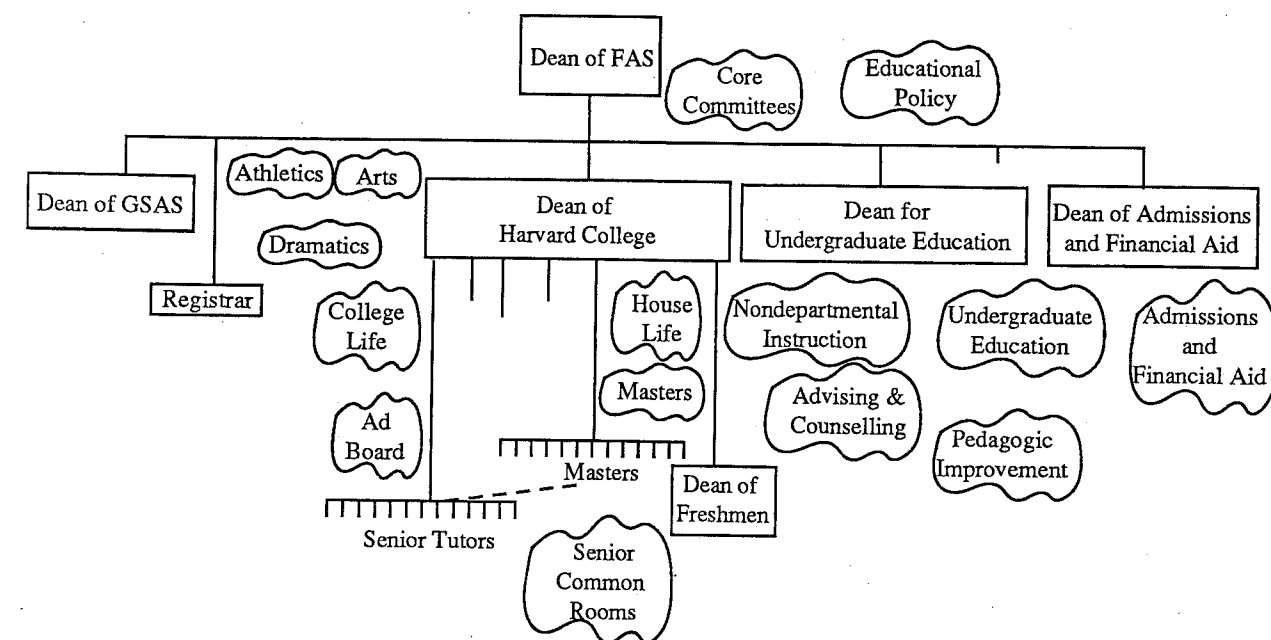 Dean of FAS
Core
Committees
Educational
Policy
Dean of GSAS
Athletics
Arts
Dean of
Harvard College
Dean for
Undergraduate Education
Dean of Admissions
and Financial Aid
Dramatics
Registrar
College
Life
House
Life
Nondepartmental
Instruction
Undergraduate
Education
Admissions
and
Financial Aid
Masters
Advising &
Counselling
Ad
Board
Pedagogic
Improvement
Masters
Dean of
Freshmen
Senior Tutors
Senior
Common
Rooms